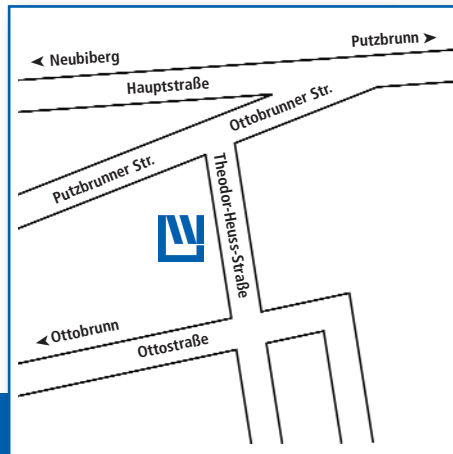 Putzbrunn
Neubiberg
Hauptstraße
Ottobrunner Str.
Putzbrunner Str.
Theodor-Heuss-Straße
Ottobrunn
Ottostraße